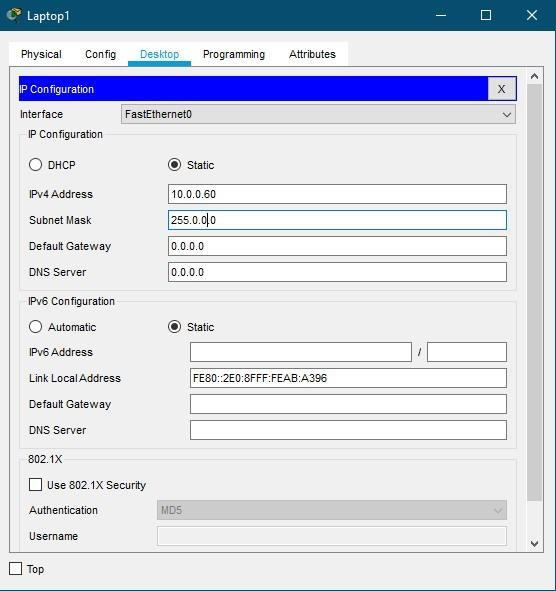 Laptop1
Physical Config Desktop Programming Attributes
IP Configuration X
Interface FastEthernet0
IP Configuration
DHCP Static
IPv4 Address 10.0.0.60
Subnet Mask 255.0.0.0
Default Gateway 0.0.0.0
DNS Server 0.0.0.0
IPv6 Configuration
Automatic Static
IPv6 Address /
Link Local Address FE80::2E0:8FFF:FEAB:A396
Default Gateway
DNS Server
802.1X
Use 802.1X Security
Authentication MD5
Username
Top